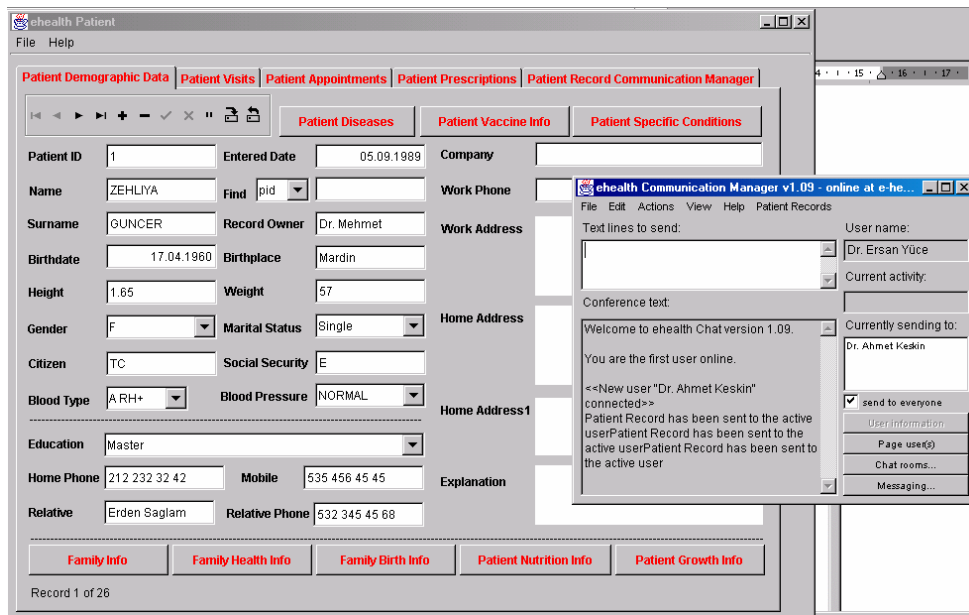 ehealth Patient
File Help
Patient Demographic Data Patient Visits Patient Appointments Patient Prescriptions Patient Record Communication Manager
Patient Diseases Patient Vaccine Info Patient Specific Conditions
Patient ID 1 Entered Date 05.09.1989 Company
Name ZEHLIYA Find pid Work Phone
Surname GUNCER Record Owner Dr. Mehmet Work Address
Birthdate 17.04.1960 Birthplace Mardin
Height 1.65 Weight 57
Gender F Marital Status Single Home Address
Citizen TC Social Security E
Blood Type A RH+ Blood Pressure NORMAL Home Address1
Education Master
Home Phone 212 232 32 42 Mobile 535 456 45 45 Explanation
Relative Erden Saglam Relative Phone 532 345 45 68
Family Info Family Health Info Family Birth Info Patient Nutrition Info Patient Growth Info
Record 1 of 26
4 · 15 · 16 · 17
ehealth Communication Manager v1.09 - online at e-he...
File Edit Actions View Help Patient Records
Text lines to send:
User name:
Dr. Ersan Yüce
Current activity:
Conference text:
Welcome to ehealth Chat version 1.09.
You are the first user online.
<<New user "Dr. Ahmet Keskin"
connected>>
Patient Record has been sent to the active
userPatient Record has been sent to the
active userPatient Record has been sent to
the active user
Currently sending to:
Dr. Ahmet Keskin
send to everyone
User information
Page user(s)
Chat rooms...
Messaging...